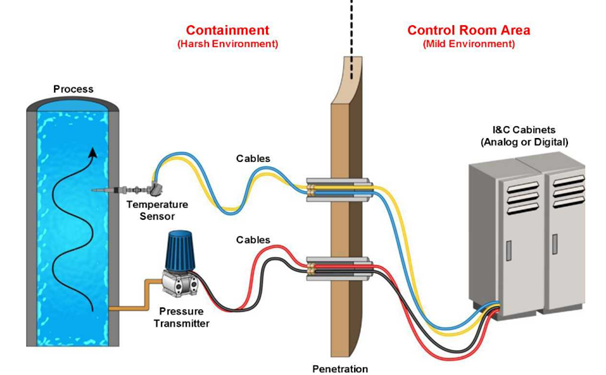 Containment
(Harsh Environment)
Control Room Area
(Mild Environment)
Process
I&C Cabinets
(Analog or Digital)
Cables
Temperature
Sensor
Cables
Pressure
Transmitter
Penetration